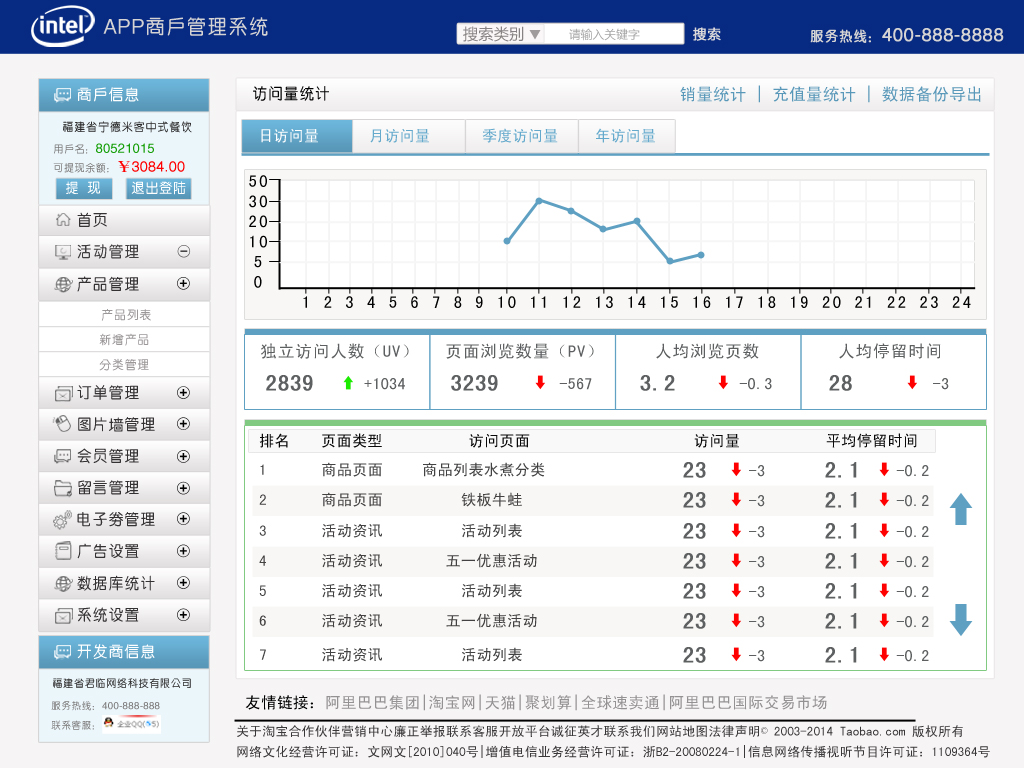 intel APP商戶管理系统 搜索类别▼ 请输入关键字 搜索 服务热线：400-888-8888
商戶信息
福建省宁德米客中式餐饮
用戶名：80521015
可提现余额：￥3084.00
提 现 退出登陆
首页
活动管理
产品管理
产品列表
新增产品
分类管理
订单管理
图片墙管理
会员管理
留言管理
电子劵管理
广告设置
数据库统计
系统设置
开发商信息
福建省君临网络科技有限公司
服务热线：400-888-888
联系客服：企业QQ
访问量统计 销量统计 | 充值量统计 | 数据备份导出
日访问量 月访问量 季度访问量 年访问量
50
30
20
10
5
0
1 2 3 4 5 6 7 8 9 10 11 12 13 14 15 16 17 18 19 20 21 22 23 24
独立访问人数（UV） 页面浏览数量（PV） 人均浏览页数 人均停留时间
2839 +1034 3239 -567 3.2 -0.3 28 -3
排名 页面类型 访问页面 访问量 平均停留时间
1 商品页面 商品列表水煮分类 23 -3 2.1 -0.2
2 商品页面 铁板牛蛙 23 -3 2.1 -0.2
3 活动资讯 活动列表 23 -3 2.1 -0.2
4 活动资讯 五一优惠活动 23 -3 2.1 -0.2
5 活动资讯 活动列表 23 -3 2.1 -0.2
6 活动资讯 五一优惠活动 23 -3 2.1 -0.2
7 活动资讯 活动列表 23 -3 2.1 -0.2
友情链接：阿里巴巴集团|淘宝网|天猫|聚划算|全球速卖通|阿里巴巴国际交易市场
关于淘宝合作伙伴营销中心廉正举报联系客服开放平台诚征英才联系我们网站地图法律声明© 2003-2014 Taobao.com 版权所有
网络文化经营许可证：文网文[2010]040号|增值电信业务经营许可证：浙B2-20080224-1|信息网络传播视听节目许可证：1109364号